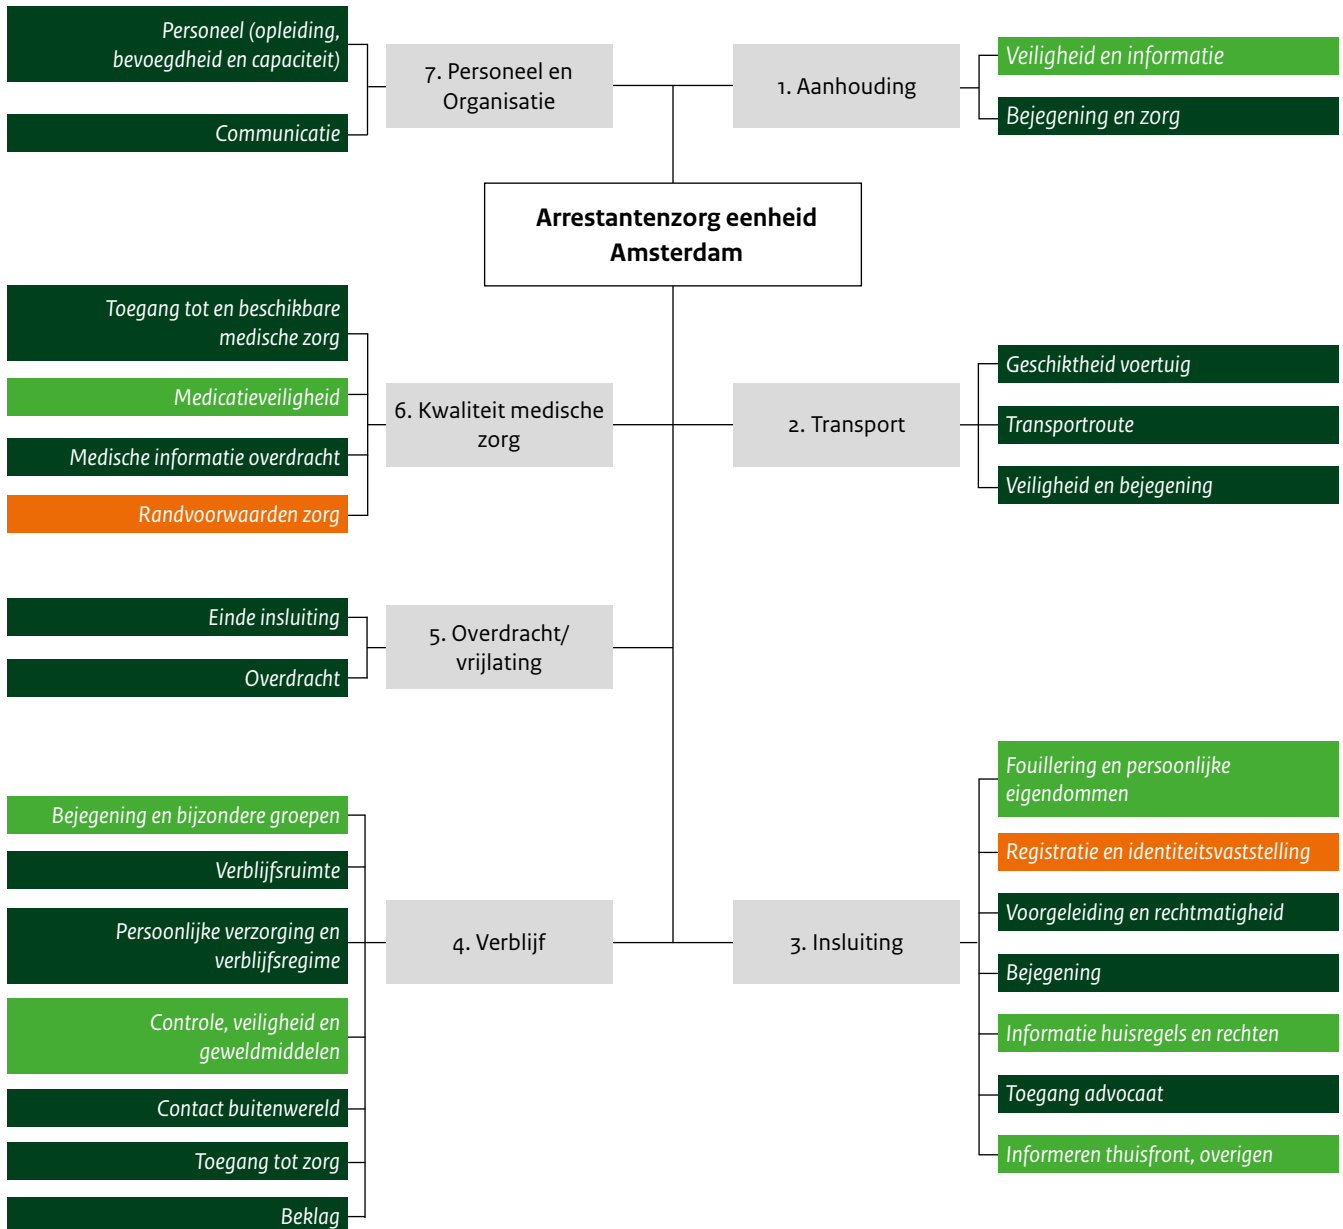 Personeel (opleiding,
bevoegdheid en capaciteit)
Communicatie
7. Personeel en
Organisatie
1. Aanhouding
Veiligheid en informatie
Bejegening en zorg
Arrestantenzorg eenheid
Amsterdam
Toegang tot en beschikbare
medische zorg
Medicatieveiligheid
Medische informatie overdracht
Randvoorwaarden zorg
6. Kwaliteit medische
zorg
2. Transport
Geschiktheid voertuig
Transportroute
Veiligheid en bejegening
Einde insluiting
Overdracht
5. Overdracht/
vrijlating
Bejegening en bijzondere groepen
Verblijfsruimte
Persoonlijke verzorging en
verblijfsregime
Controle, veiligheid en
geweldmiddelen
Contact buitenwereld
Toegang tot zorg
Beklag
4. Verblijf
3. Insluiting
Fouillering en persoonlijke
eigendommen
Registratie en identiteitsvaststelling
Voorgeleiding en rechtmatigheid
Bejegening
Informatie huisregels en rechten
Toegang advocaat
Informeren thuisfront, overigen